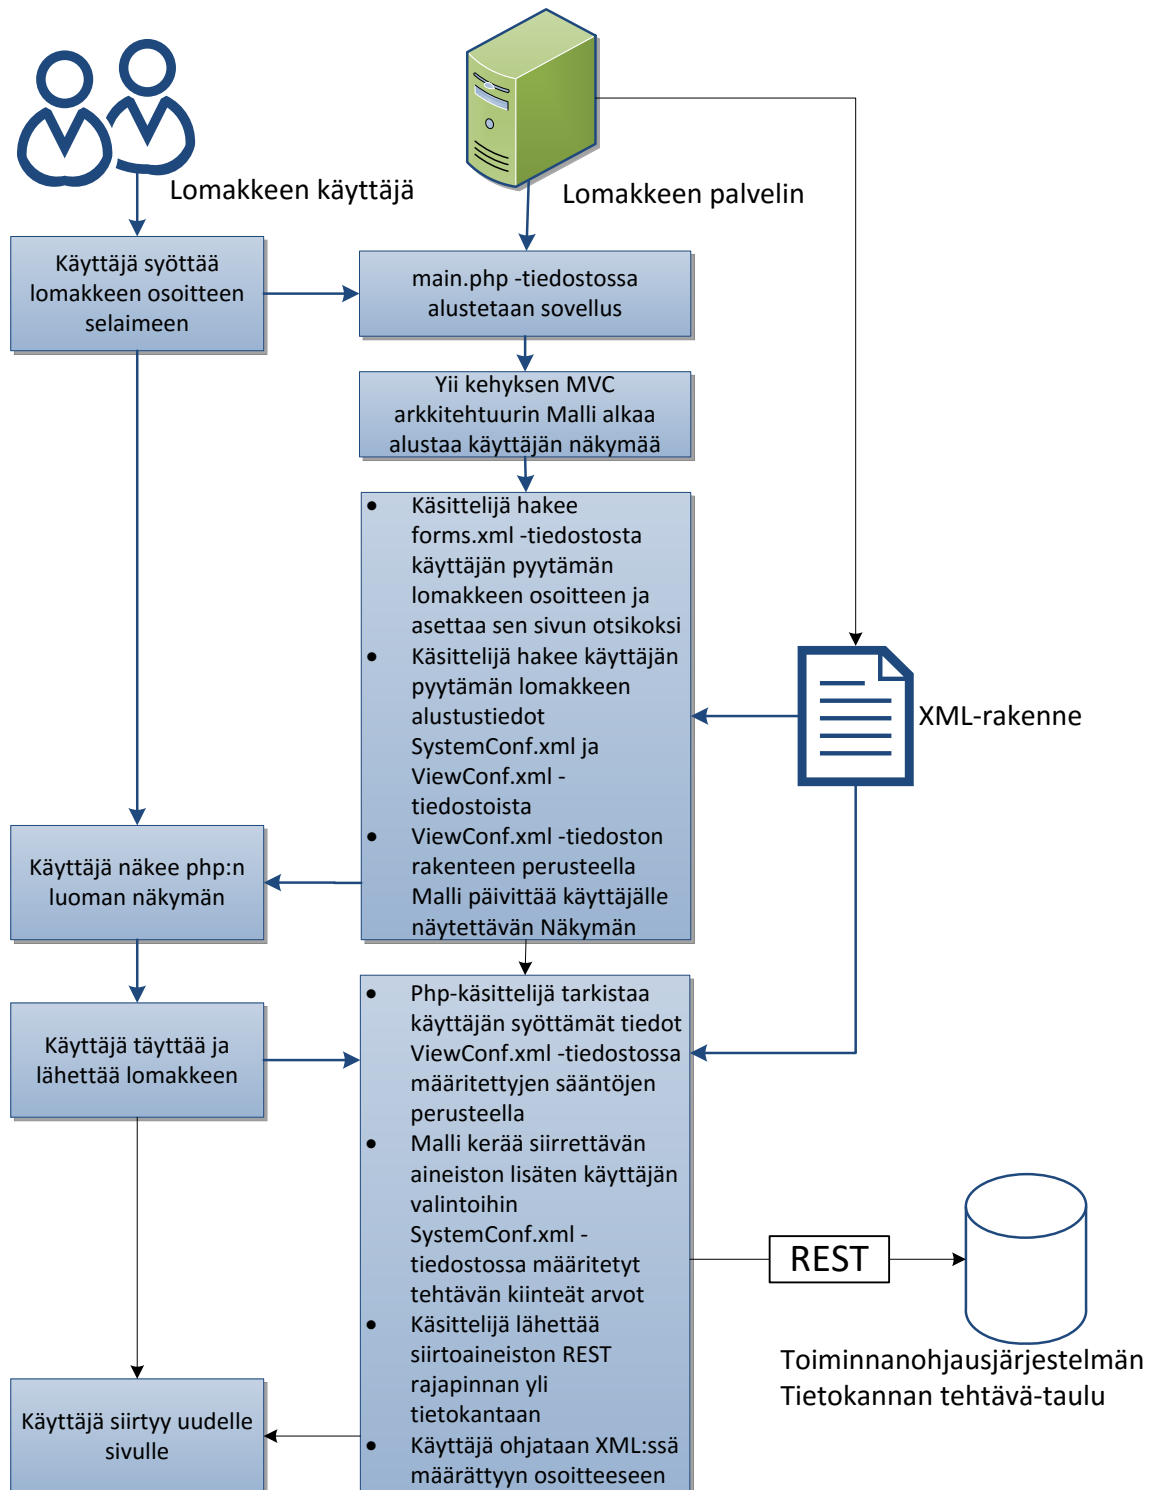 Lomakkeen käyttäjä
Lomakkeen palvelin
Käyttäjä syöttää
lomakkeen osoitteen
selaimeen
main.php -tiedostossa
alustetaan sovellus
Yii kehyksen MVC
arkkitehtuurin Malli alkaa
alustaa käyttäjän näkymää
• Käsittelijä hakee
forms.xml -tiedostosta
käyttäjän pyytämän
lomakkeen osoitteen ja
asettaa sen sivun otsikoksi
• Käsittelijä hakee käyttäjän
pyytämän lomakkeen
alustustiedot
SystemConf.xml ja
ViewConf.xml -
tiedostoista
• ViewConf.xml -tiedoston
rakenteen perusteella
Malli päivittää käyttäjälle
näytettävän Näkymän
XML-rakenne
Käyttäjä näkee php:n
luoman näkymän
Käyttäjä täyttää ja
lähettää lomakkeen
• Php-käsittelijä tarkistaa
käyttäjän syöttämät tiedot
ViewConf.xml -tiedostossa
määritettyjen sääntöjen
perusteella
• Malli kerää siirrettävän
aineiston lisäten käyttäjän
valintoihin
SystemConf.xml -
tiedostossa määritetyt
tehtävän kiinteät arvot
• Käsittelijä lähettää
siirtoaineiston REST
rajapinnan yli
tietokantaan
• Käyttäjä ohjataan XML:ssä
määrättyyn osoitteeseen
REST
Toiminnanohjausjärjestelmän
Tietokannan tehtävä-taulu
Käyttäjä siirtyy uudelle
sivulle